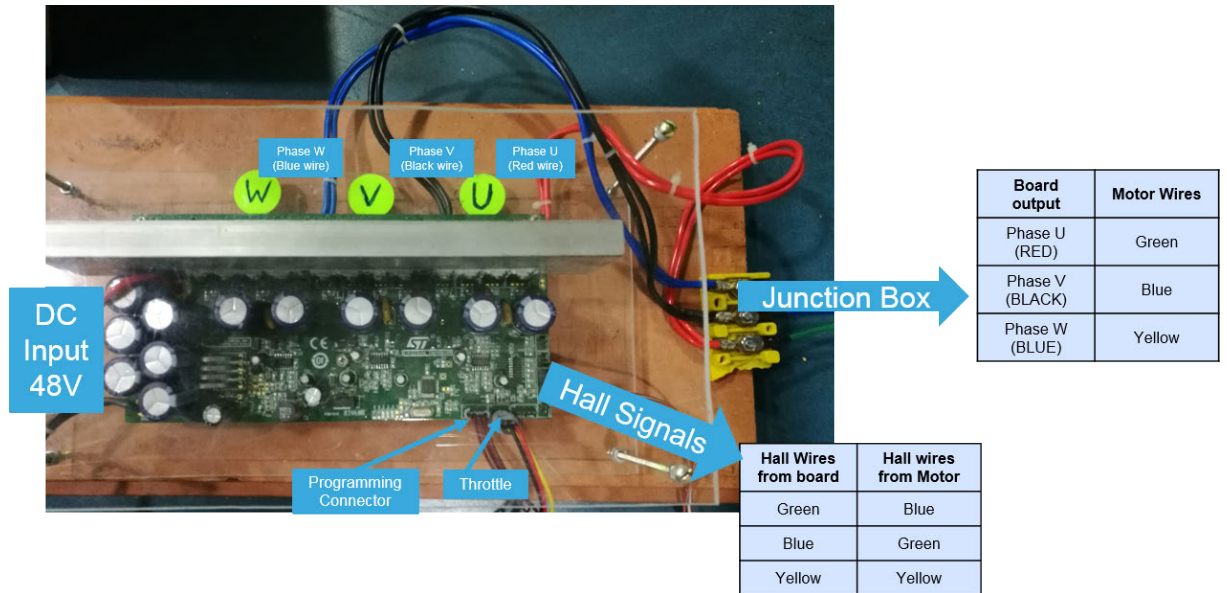 Phase W
(Blue wire)
Phase V
(Black wire)
Phase U
(Red wire)
W
V
U
DC
Input
48V
ST
CE
Junction Box
Board output
Motor Wires
Phase U
(RED)
Green
Phase V
(BLACK)
Blue
Phase W
(BLUE)
Yellow
Hall Signals
Programming
Connector
Throttle
Hall Wires
from board
Hall wires
from Motor
Green
Blue
Blue
Green
Yellow
Yellow